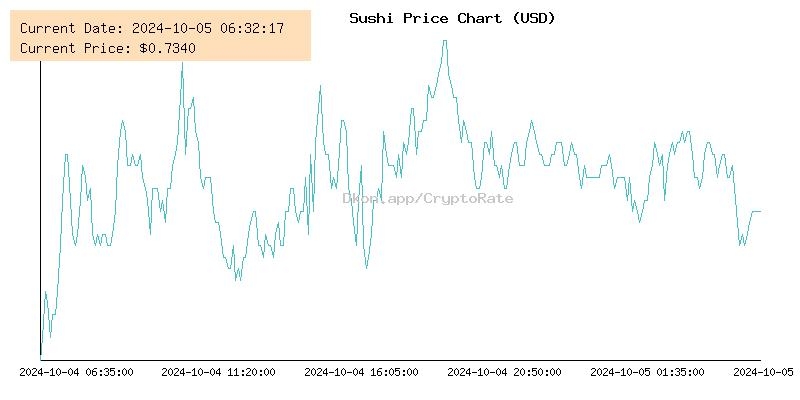 Sushi Price Chart (USD)
Current Date: 2024-10-05 06:32:17
Current Price: $0.7340
Dkon.app/CryptoRate
2024-10-04 06:35:00 2024-10-04 11:20:00 2024-10-04 16:05:00 2024-10-04 20:50:00 2024-10-05 01:35:00 2024-10-05